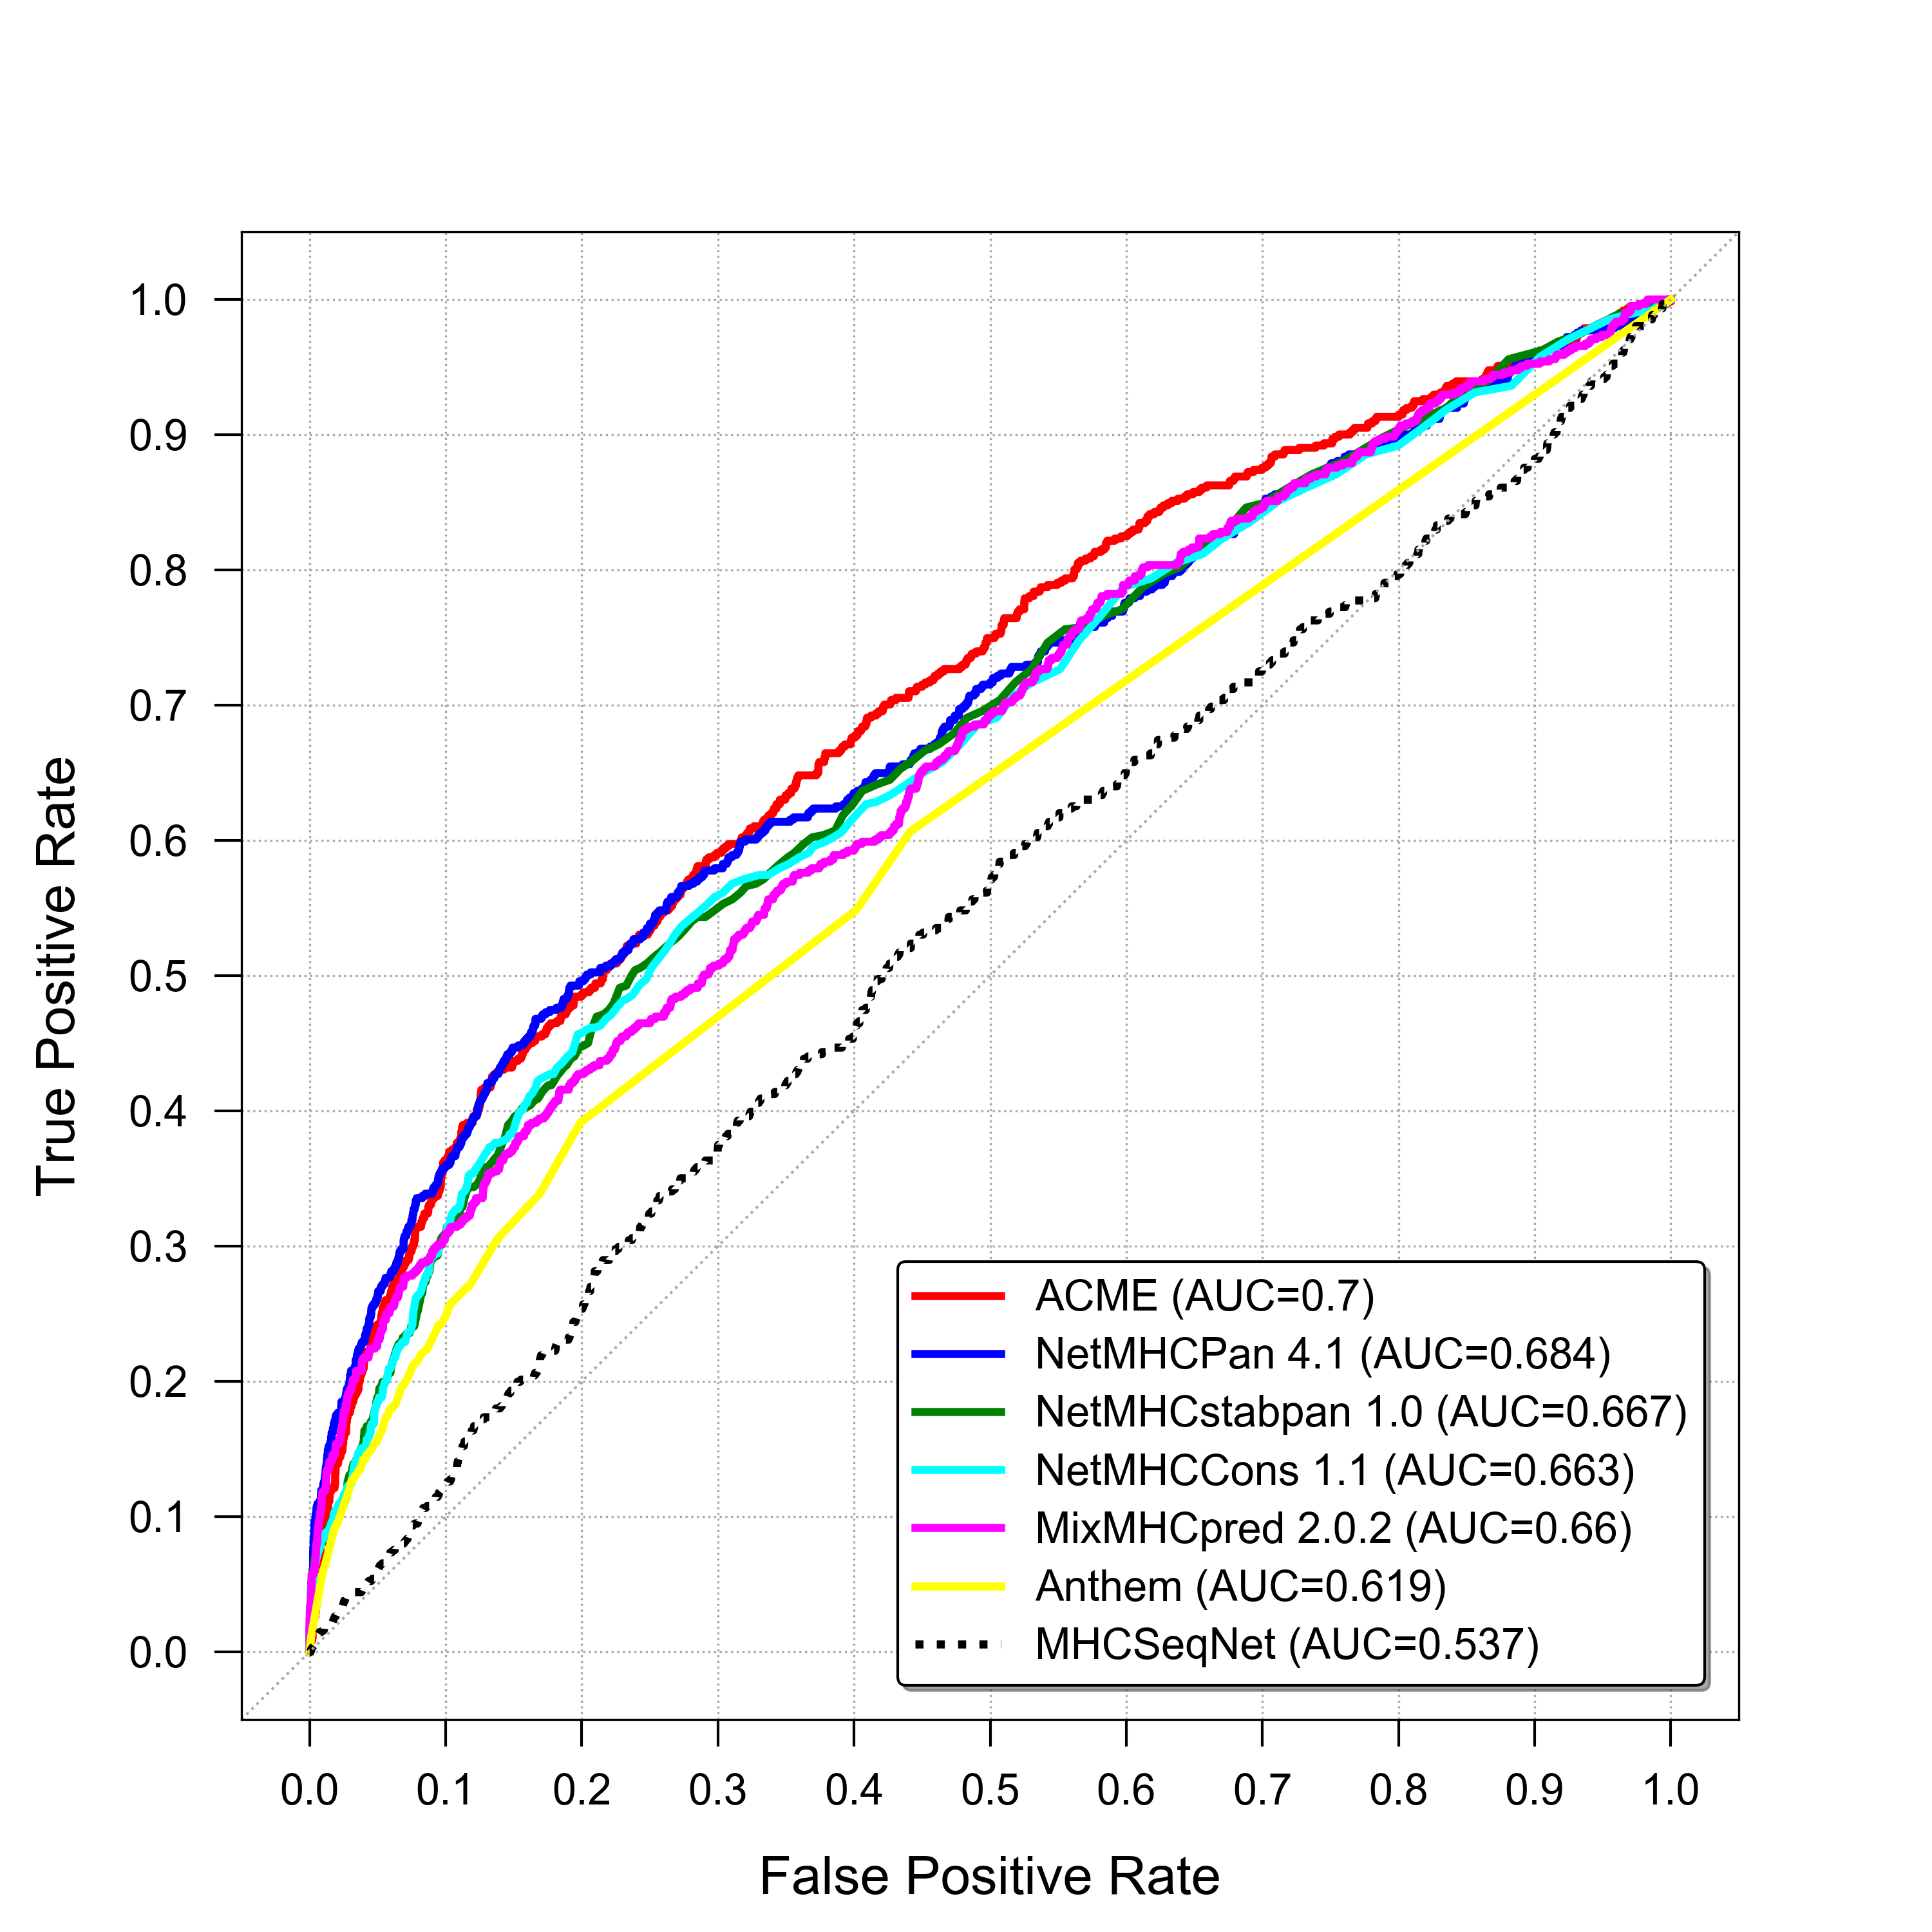 1.0
0.9
0.8
0.7
0.6
0.5
0.4
0.3
0.2
0.1
0.0
True Positive Rate
ACME (AUC=0.7)
NetMHCPan 4.1 (AUC=0.684)
NetMHCstabpan 1.0 (AUC=0.667)
NetMHCCons 1.1 (AUC=0.663)
MixMHCpred 2.0.2 (AUC=0.66)
Anthem (AUC=0.619)
MHCSeqNet (AUC=0.537)
0.0 0.1 0.2 0.3 0.4 0.5 0.6 0.7 0.8 0.9 1.0
False Positive Rate